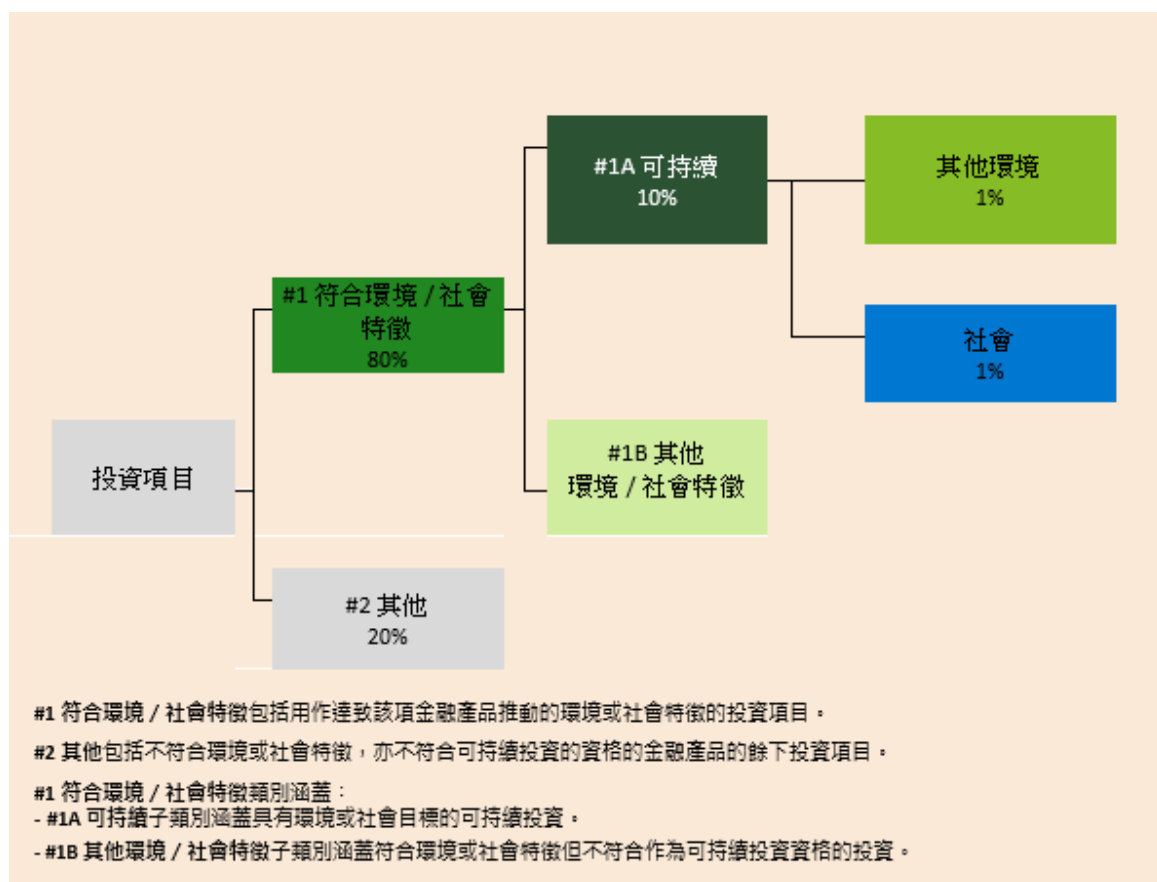 #1A 可持續
10%
其他環境
1%
#1 符合環境 / 社會
特徵
80%
社會
1%
投資項目
#1B 其他
環境 / 社會特徵
#2 其他
20%
#1 符合環境 / 社會特徵包括用作達致該項金融產品推動的環境或社會特徵的投資項目。
#2 其他包括不符合環境或社會特徵，亦不符合可持續投資的資格的金融產品的餘下投資項目。
#1 符合環境 / 社會特徵類別涵蓋：
- #1A 可持續子類別涵蓋具有環境或社會目標的可持續投資。
- #1B 其他環境 / 社會特徵子類別涵蓋符合環境或社會特徵但不符合作為可持續投資資格的投資。